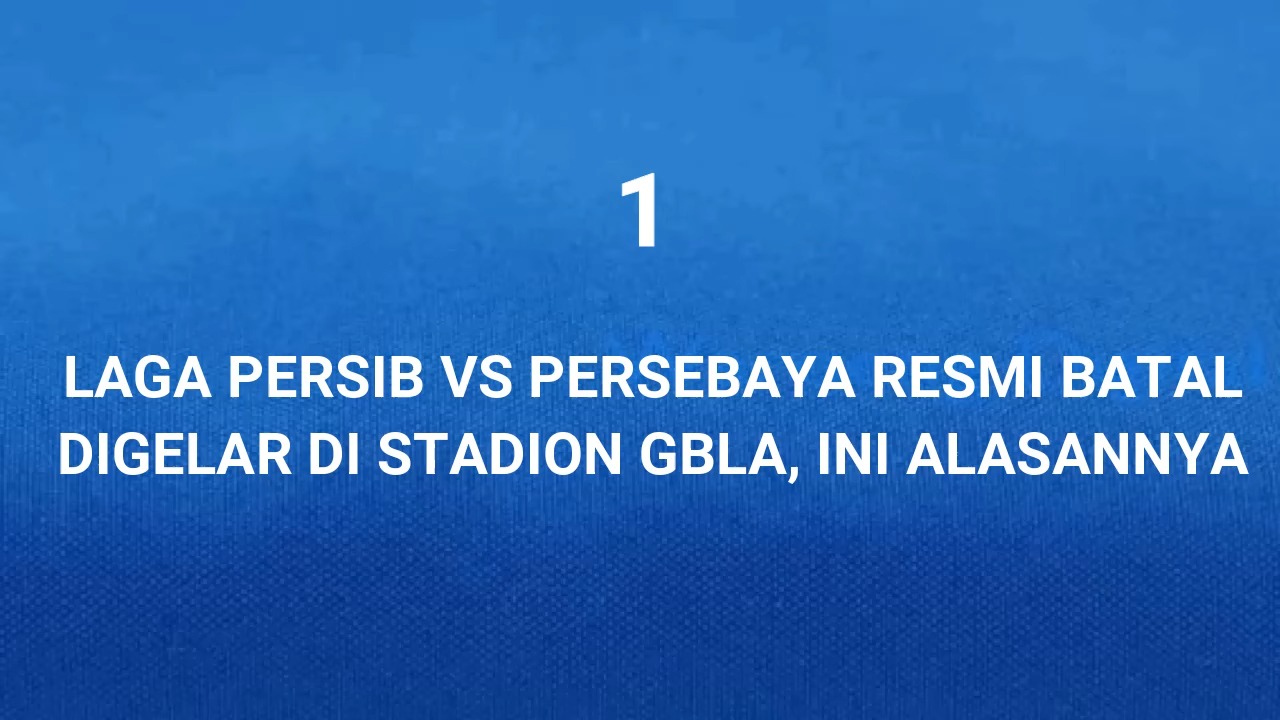 1
LAGA PERSIB VS PERSEBAYA RESMI BATAL
DIGELAR DI STADION GBLA, INI ALASANNYA